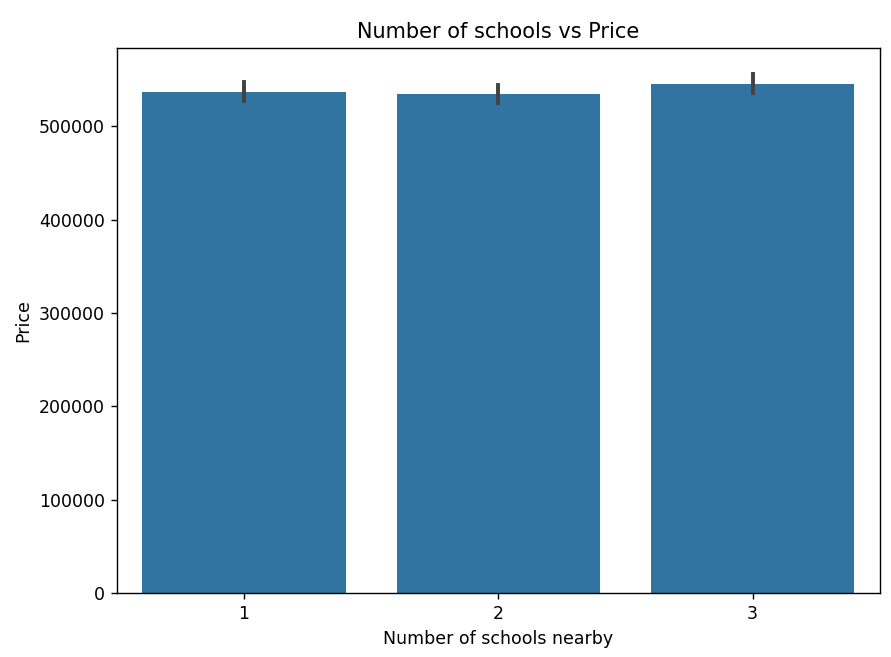 Number of schools vs Price
Price
500000
400000
300000
200000
100000
0
1 2 3
Number of schools nearby